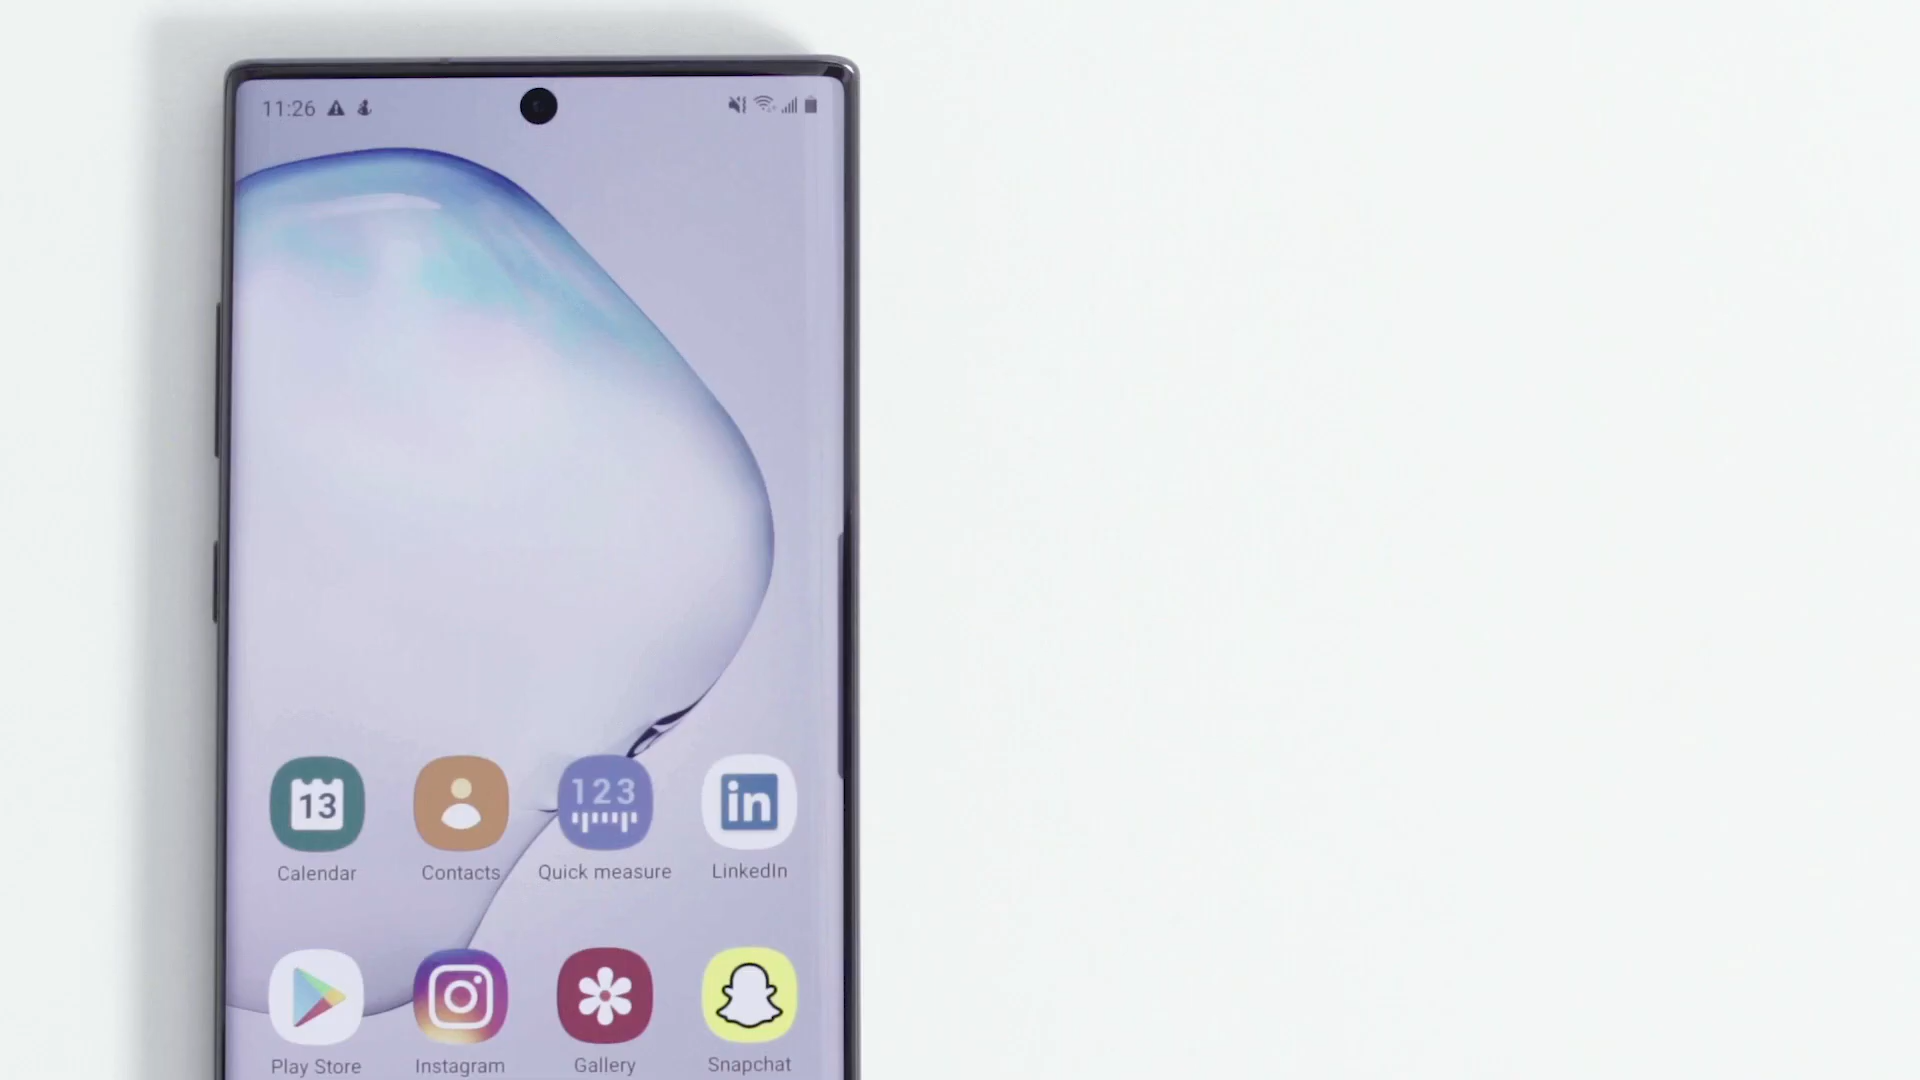 11:26
13
123
in
Calendar
Contacts
Quick measure
LinkedIn
Play Store
Instagram
Gallery
Snapchat